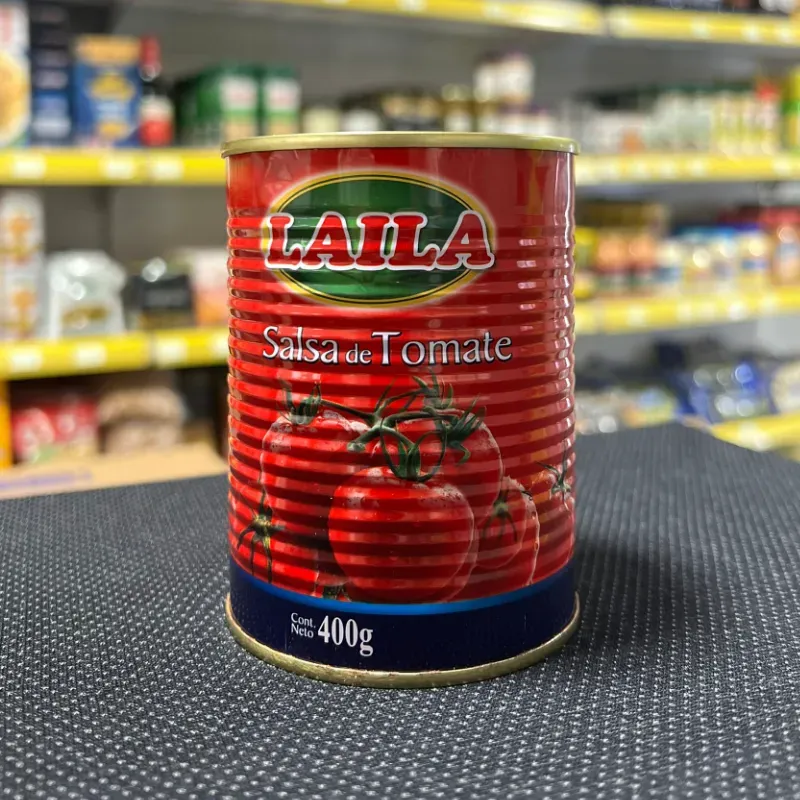 LAILA
Salsa de Tomate
Cont.
Neto 400g